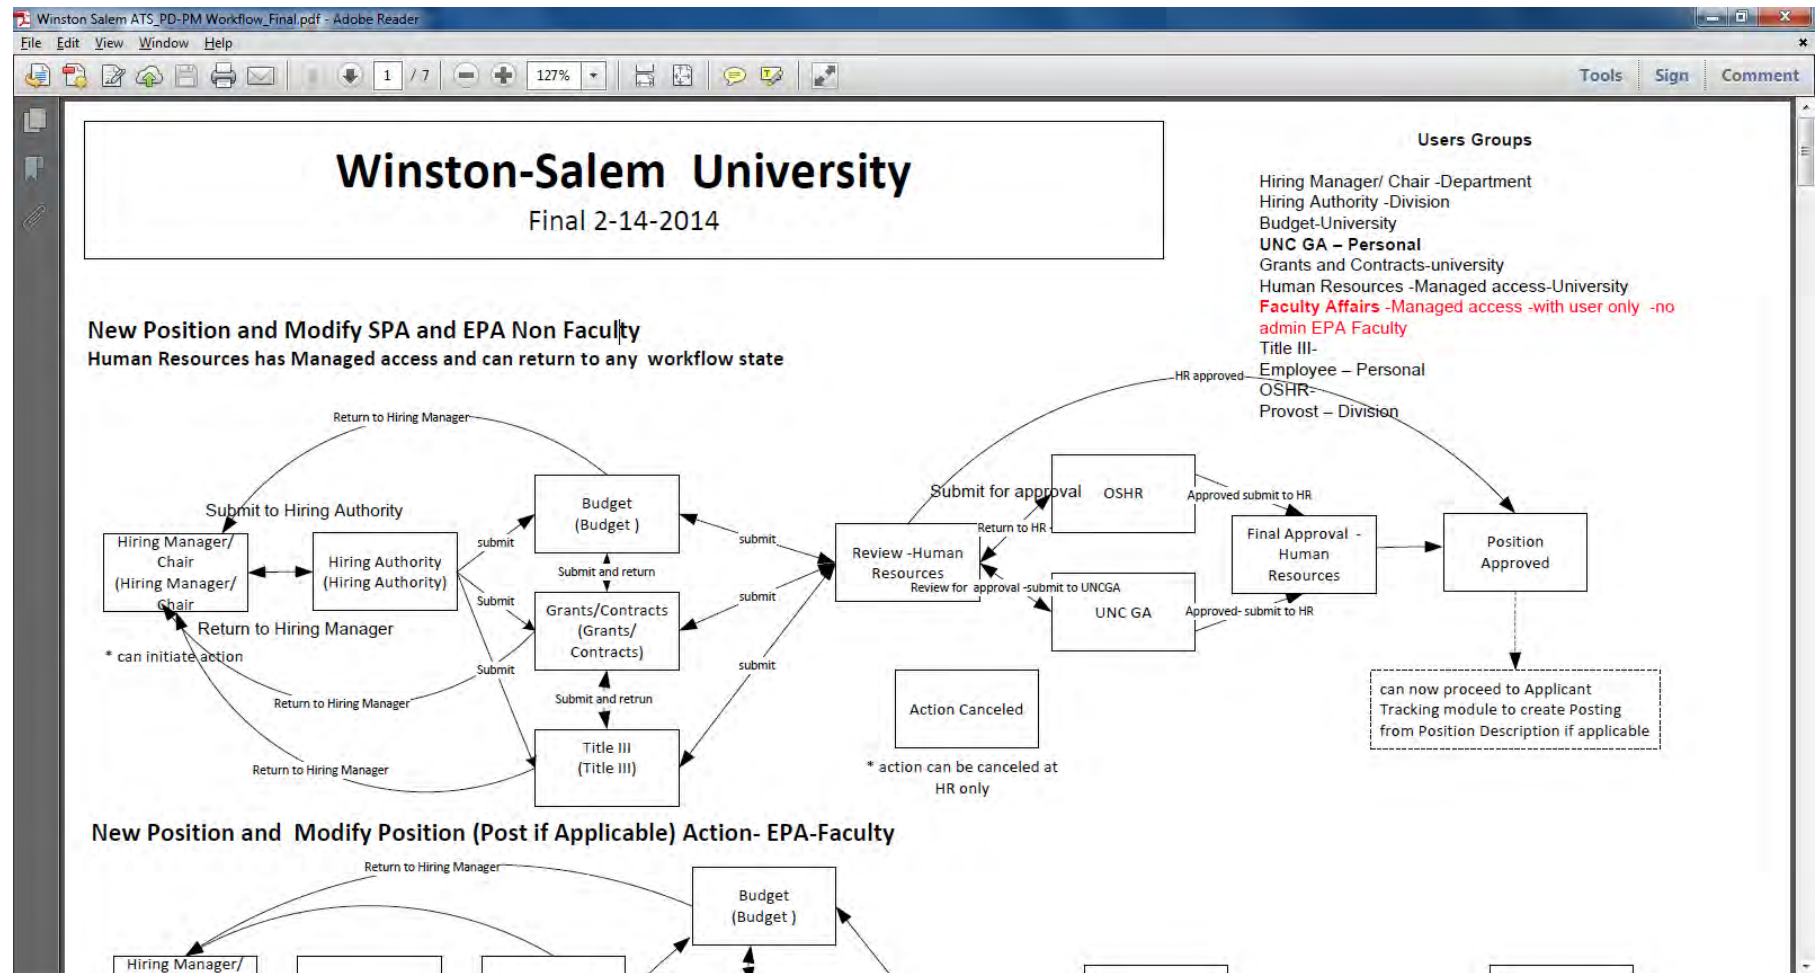 Winston Salem ATS_PD-PM Workflow_Final.pdf - Adobe Reader
File Edit View Window Help
1 / 7 127% Tools Sign Comment
Winston-Salem University
Final 2-14-2014
Users Groups
Hiring Manager/ Chair -Department
Hiring Authority -Division
Budget-University
UNC GA – Personal
Grants and Contracts-university
Human Resources -Managed access-University
Faculty Affairs -Managed access -with user only -no
admin EPA Faculty
Title III-
Employee – Personal
OSHR-
Provost – Division
New Position and Modify SPA and EPA Non Faculty
Human Resources has Managed access and can return to any workflow state
HR approved
Return to Hiring Manager
Submit to Hiring Authority
Hiring Manager/
Chair
(Hiring Manager/
Chair
Hiring Authority
(Hiring Authority)
Return to Hiring Manager
* can initiate action
submit
Submit
Submit
Budget
(Budget )
Submit and return
Grants/Contracts
(Grants/
Contracts)
Submit and retrun
Title III
(Title III)
Return to Hiring Manager
Return to Hiring Manager
submit
submit
submit
Review -Human
Resources
Submit for approval
Return to HR -
Review for approval -submit to UNCGA
OSHR
UNC GA
Approved submit to HR
Approved- submit to HR
Final Approval -
Human
Resources
Position
Approved
Action Canceled
* action can be canceled at
HR only
can now proceed to Applicant
Tracking module to create Posting
from Position Description if applicable
New Position and Modify Position (Post if Applicable) Action- EPA-Faculty
Return to Hiring Manager
Budget
(Budget )
Hiring Manager/